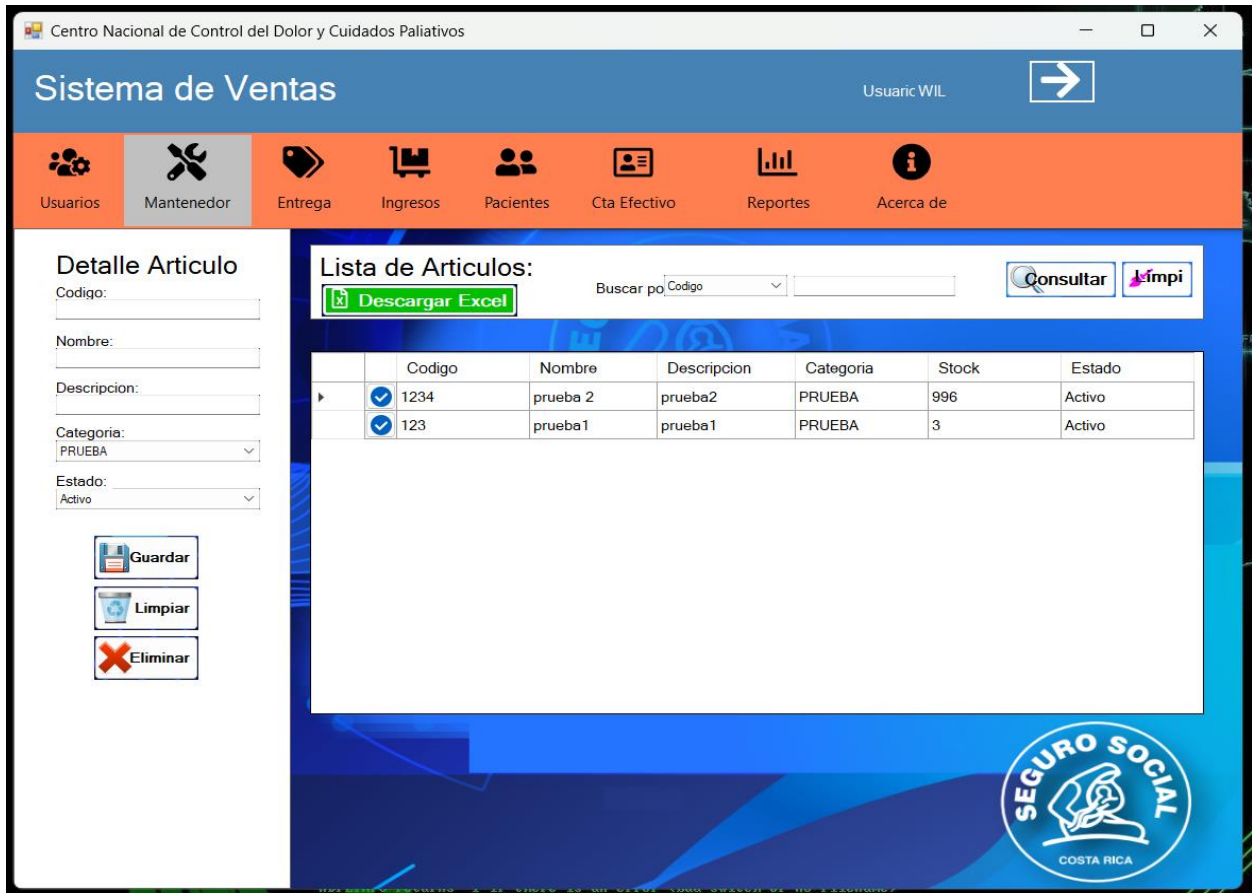 Centro Nacional de Control del Dolor y Cuidados Paliativos
Sistema de Ventas
Usuaric WIL
Usuarios Mantenedor Entrega Ingresos Pacientes Cta Efectivo Reportes Acerca de
Detalle Articulo
Codigo:
Nombre:
Descripcion:
Categoria:
PRUEBA
Estado:
Activo
Guardar
Limpiar
Eliminar
Lista de Articulos:
Descargar Excel
Buscar po Codigo
Consultar
Limpi
Codigo Nombre Descripcion Categoria Stock Estado
1234 prueba 2 prueba2 PRUEBA 996 Activo
123 prueba1 prueba1 PRUEBA 3 Activo
SEGURO SOCIAL
COSTA RICA